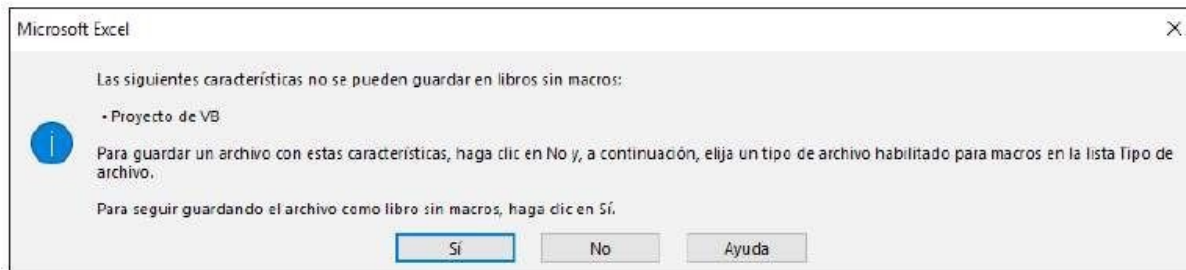 Microsoft Excel
Las siguientes características no se pueden guardar en libros sin macros:
• Proyecto de VB
Para guardar un archivo con estas características, haga clic en No y, a continuación, elija un tipo de archivo habilitado para macros en la lista Tipo de
archivo.
Para seguir guardando el archivo como libro sin macros, haga clic en Sí.
Sí No Ayuda